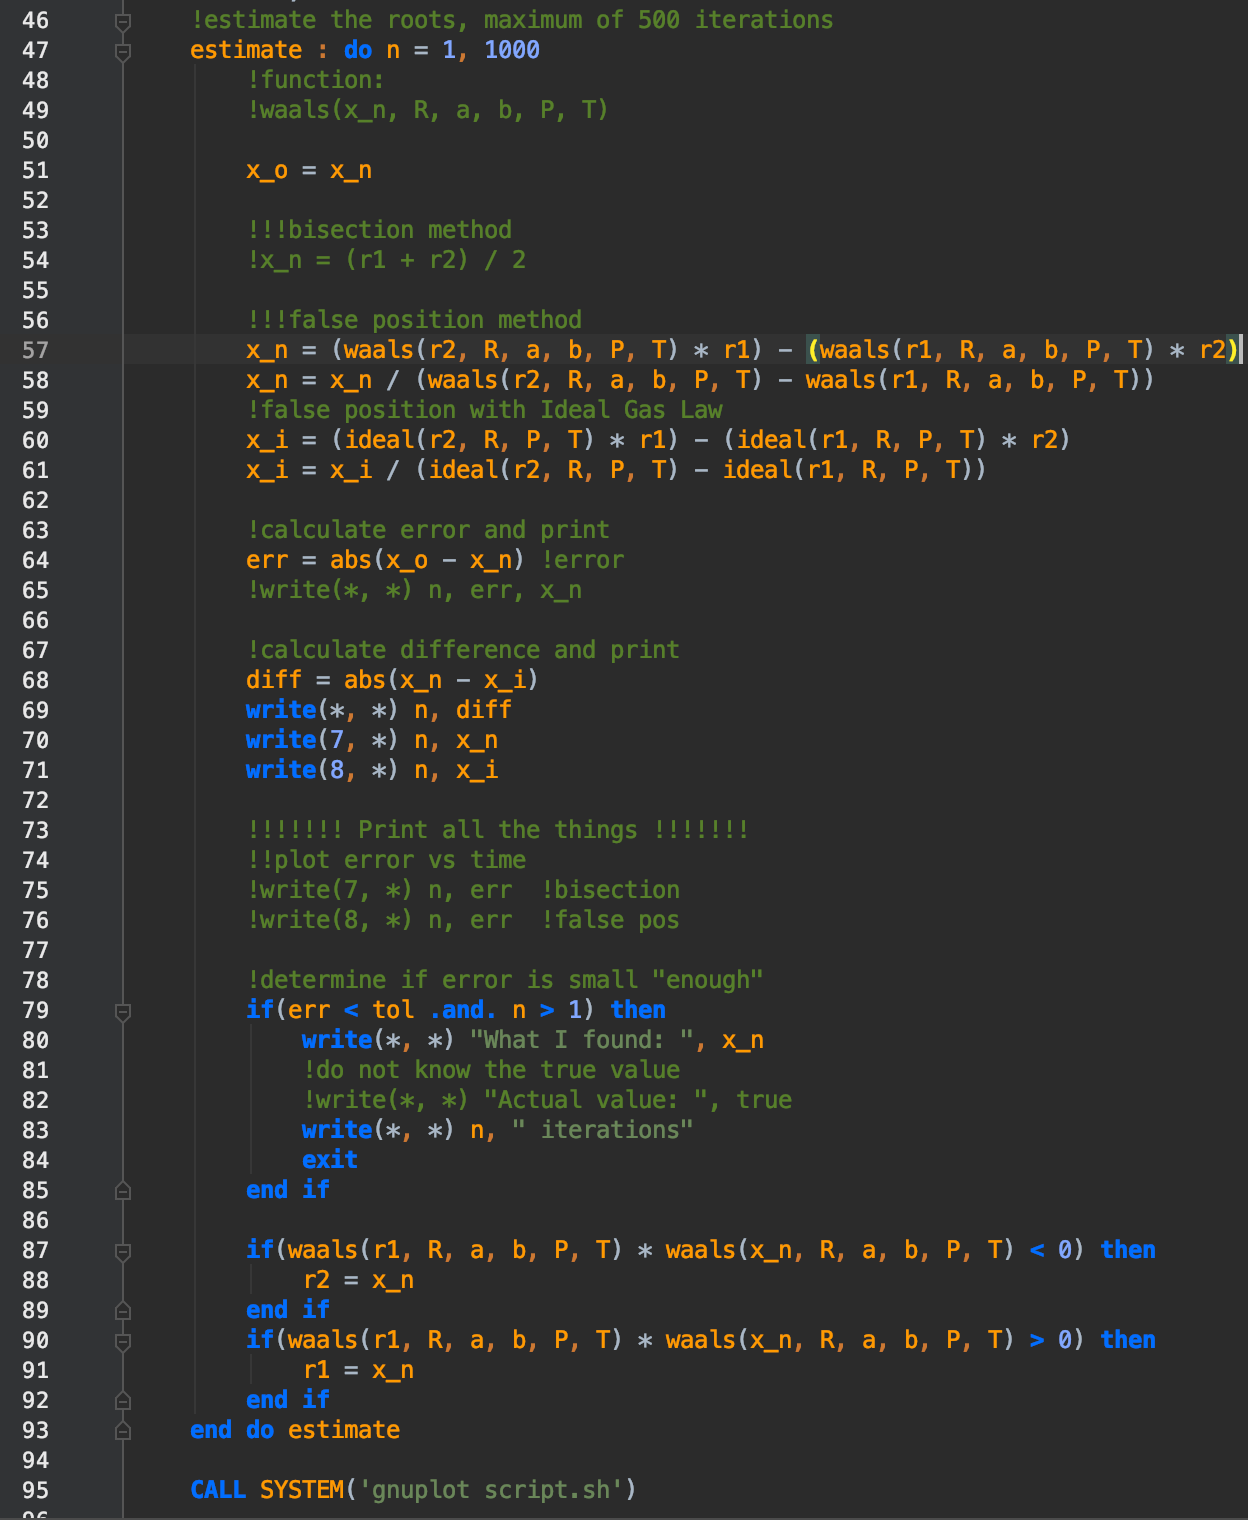 46 !estimate the roots, maximum of 500 iterations
47 estimate : do n = 1, 1000
48 !function:
49 !waals(x_n, R, a, b, P, T)
50
51 x_o = x_n
52
53 !!!bisection method
54 !x_n = (r1 + r2) / 2
55
56 !!!false position method
57 x_n = (waals(r2, R, a, b, P, T) * r1) - (waals(r1, R, a, b, P, T) * r2)
58 x_n = x_n / (waals(r2, R, a, b, P, T) - waals(r1, R, a, b, P, T))
59 !false position with Ideal Gas Law
60 x_i = (ideal(r2, R, P, T) * r1) - (ideal(r1, R, P, T) * r2)
61 x_i = x_i / (ideal(r2, R, P, T) - ideal(r1, R, P, T))
62
63 !calculate error and print
64 err = abs(x_o - x_n) !error
65 !write(*, *) n, err, x_n
66
67 !calculate difference and print
68 diff = abs(x_n - x_i)
69 write(*, *) n, diff
70 write(7, *) n, x_n
71 write(8, *) n, x_i
72
73 !!!!!!! Print all the things !!!!!!!
74 !!plot error vs time
75 !write(7, *) n, err  !bisection
76 !write(8, *) n, err  !false pos
77
78 !determine if error is small "enough"
79 if(err < tol .and. n > 1) then
80 write(*, *) "What I found: ", x_n
81 !do not know the true value
82 !write(*, *) "Actual value: ", true
83 write(*, *) n, " iterations"
84 exit
85 end if
86
87 if(waals(r1, R, a, b, P, T) * waals(x_n, R, a, b, P, T) < 0) then
88 r2 = x_n
89 end if
90 if(waals(r1, R, a, b, P, T) * waals(x_n, R, a, b, P, T) > 0) then
91 r1 = x_n
92 end if
93 end do estimate
94
95 CALL SYSTEM('gnuplot script.sh')